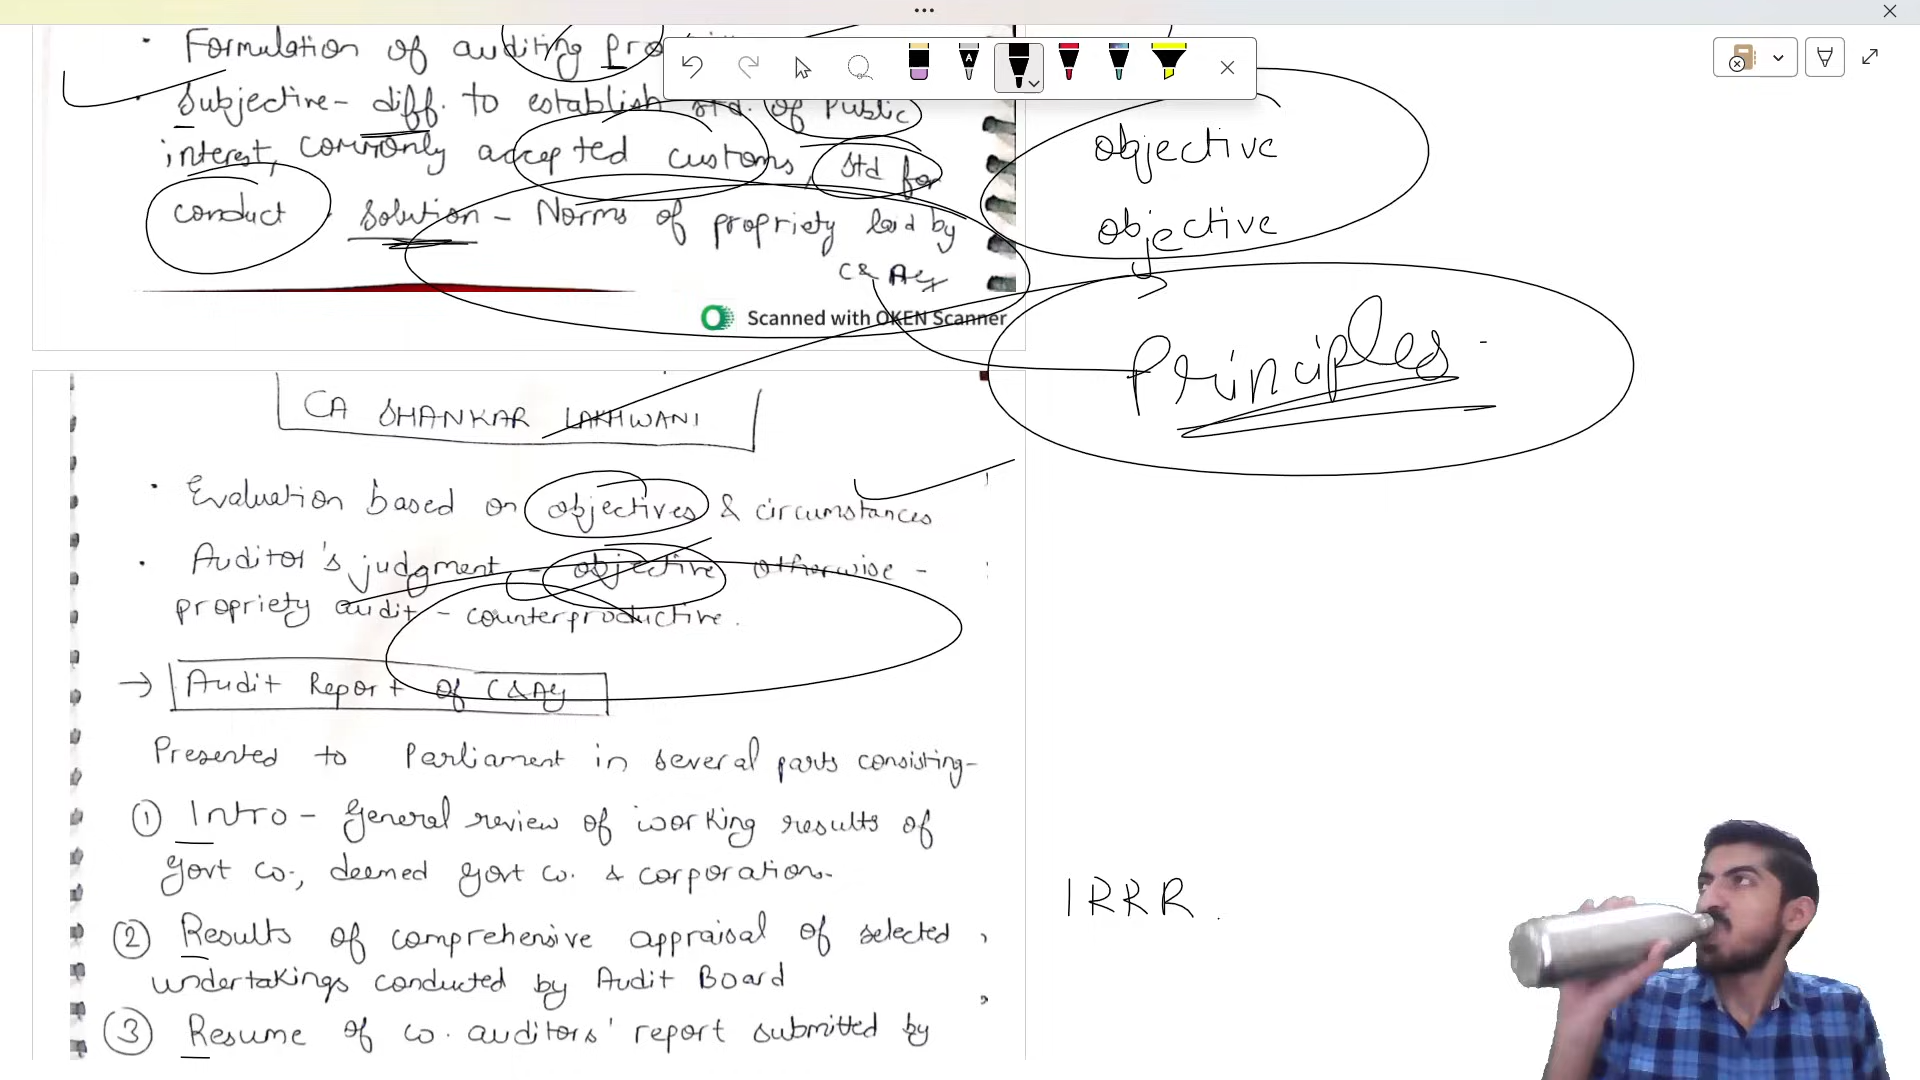 Formulation of auditing
Subjective - diff. to establish std. of Public
interest, commonly accepted customs, std for
conduct. Solution - Norms of propriety laid by
C&AG
Scanned with OKEN Scanner
CA SHANKAR LAKHWANI
Evaluation based on objectives & circumstances
Auditor's judgment - objective otherwise -
propriety audit - counterproductive.
→ Audit Report of C&AG
Presented to Parliament in several parts consisting -
① Intro - General review of working results of
govt co., deemed govt co. & corporation.
② Results of comprehensive appraisal of selected
undertakings conducted by Audit Board
③ Resume of co. auditors' report submitted by
objective
objective
Principles
IRRR.